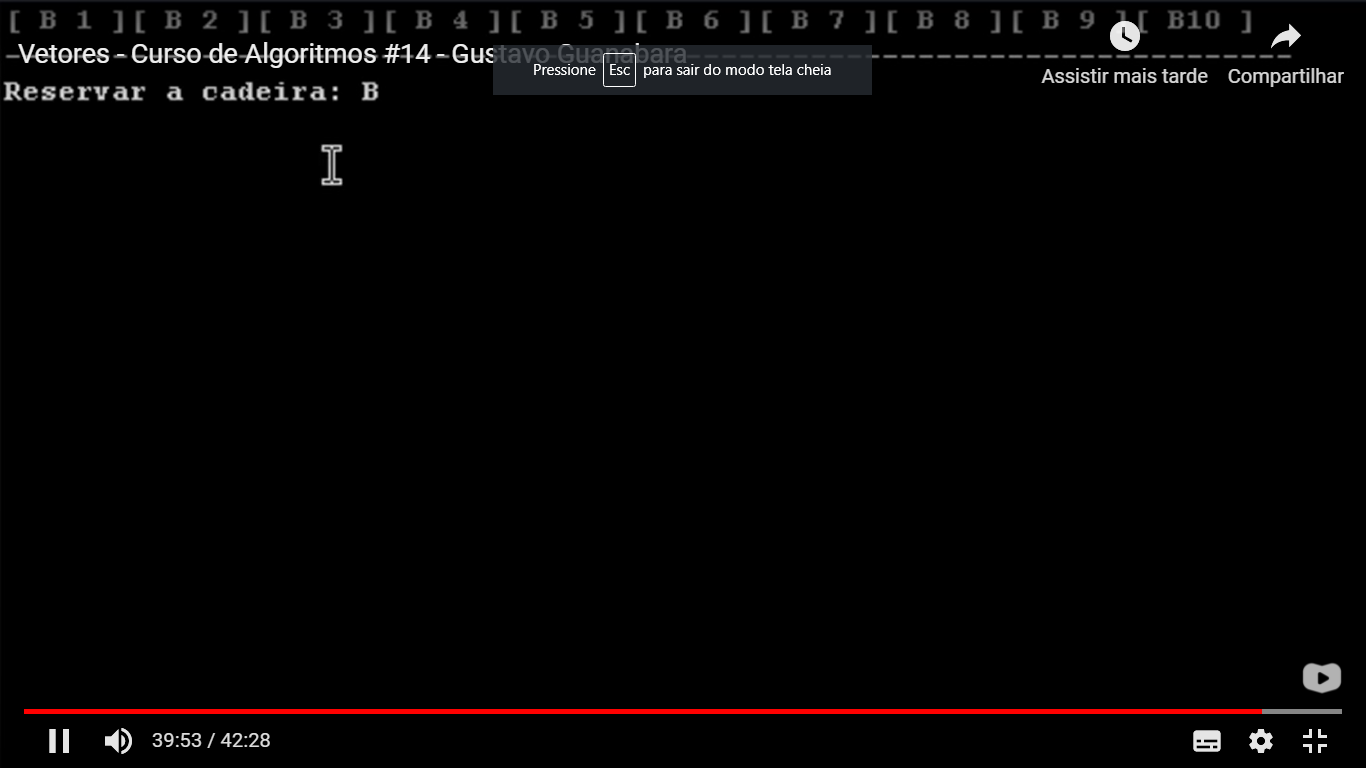 [ B 1 ][ B 2 ][ B 3 ][ B 4 ][ B 5 ][ B 6 ][ B 7 ][ B 8 ][ B 9 ][ B10 ]
Vetores - Curso de Algoritmos #14 - Gustavo Guanabara
Pressione Esc para sair do modo tela cheia
Assistir mais tarde Compartilhar
Reservar a cadeira: B
39:53 / 42:28